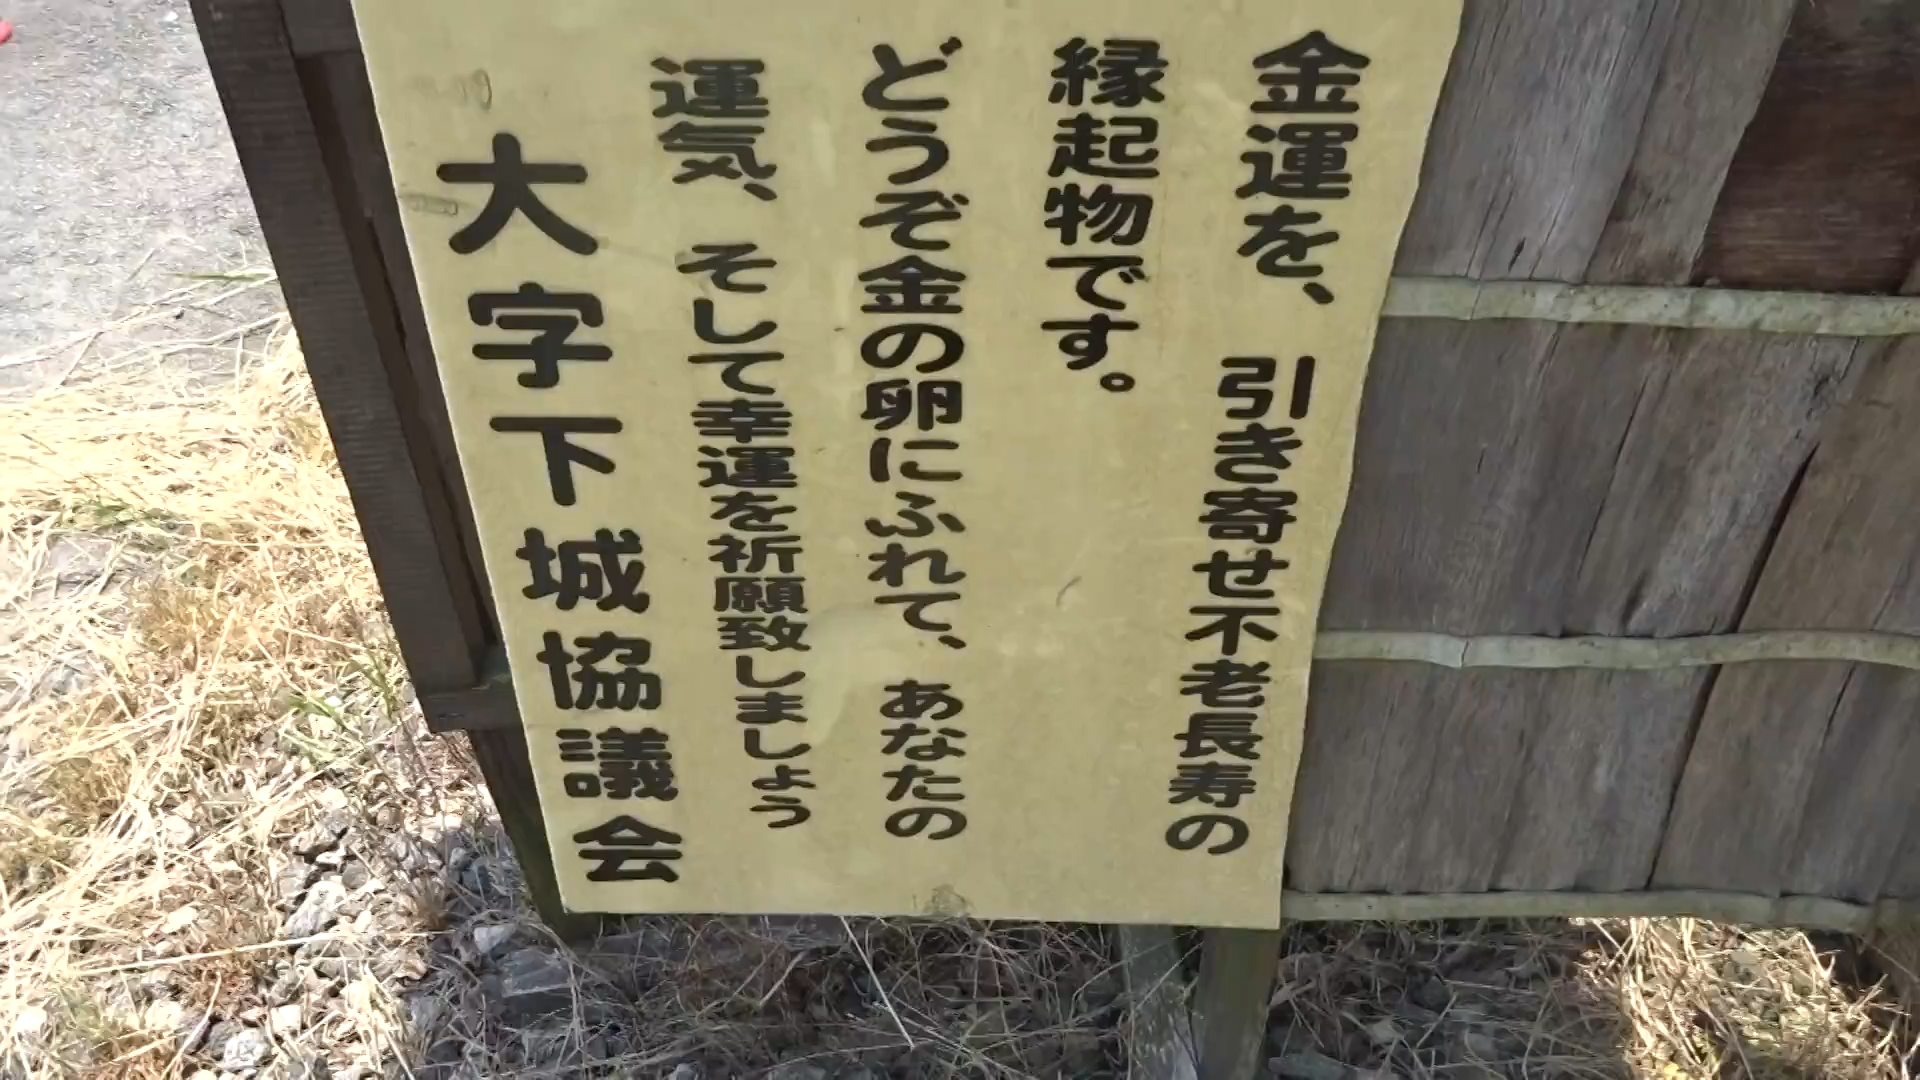 金運を、引き寄せ不老長寿の
縁起物です。
どうぞ金の卵にふれて、あなたの
運気、そして幸運を祈願致しましょう
大字下城協議会